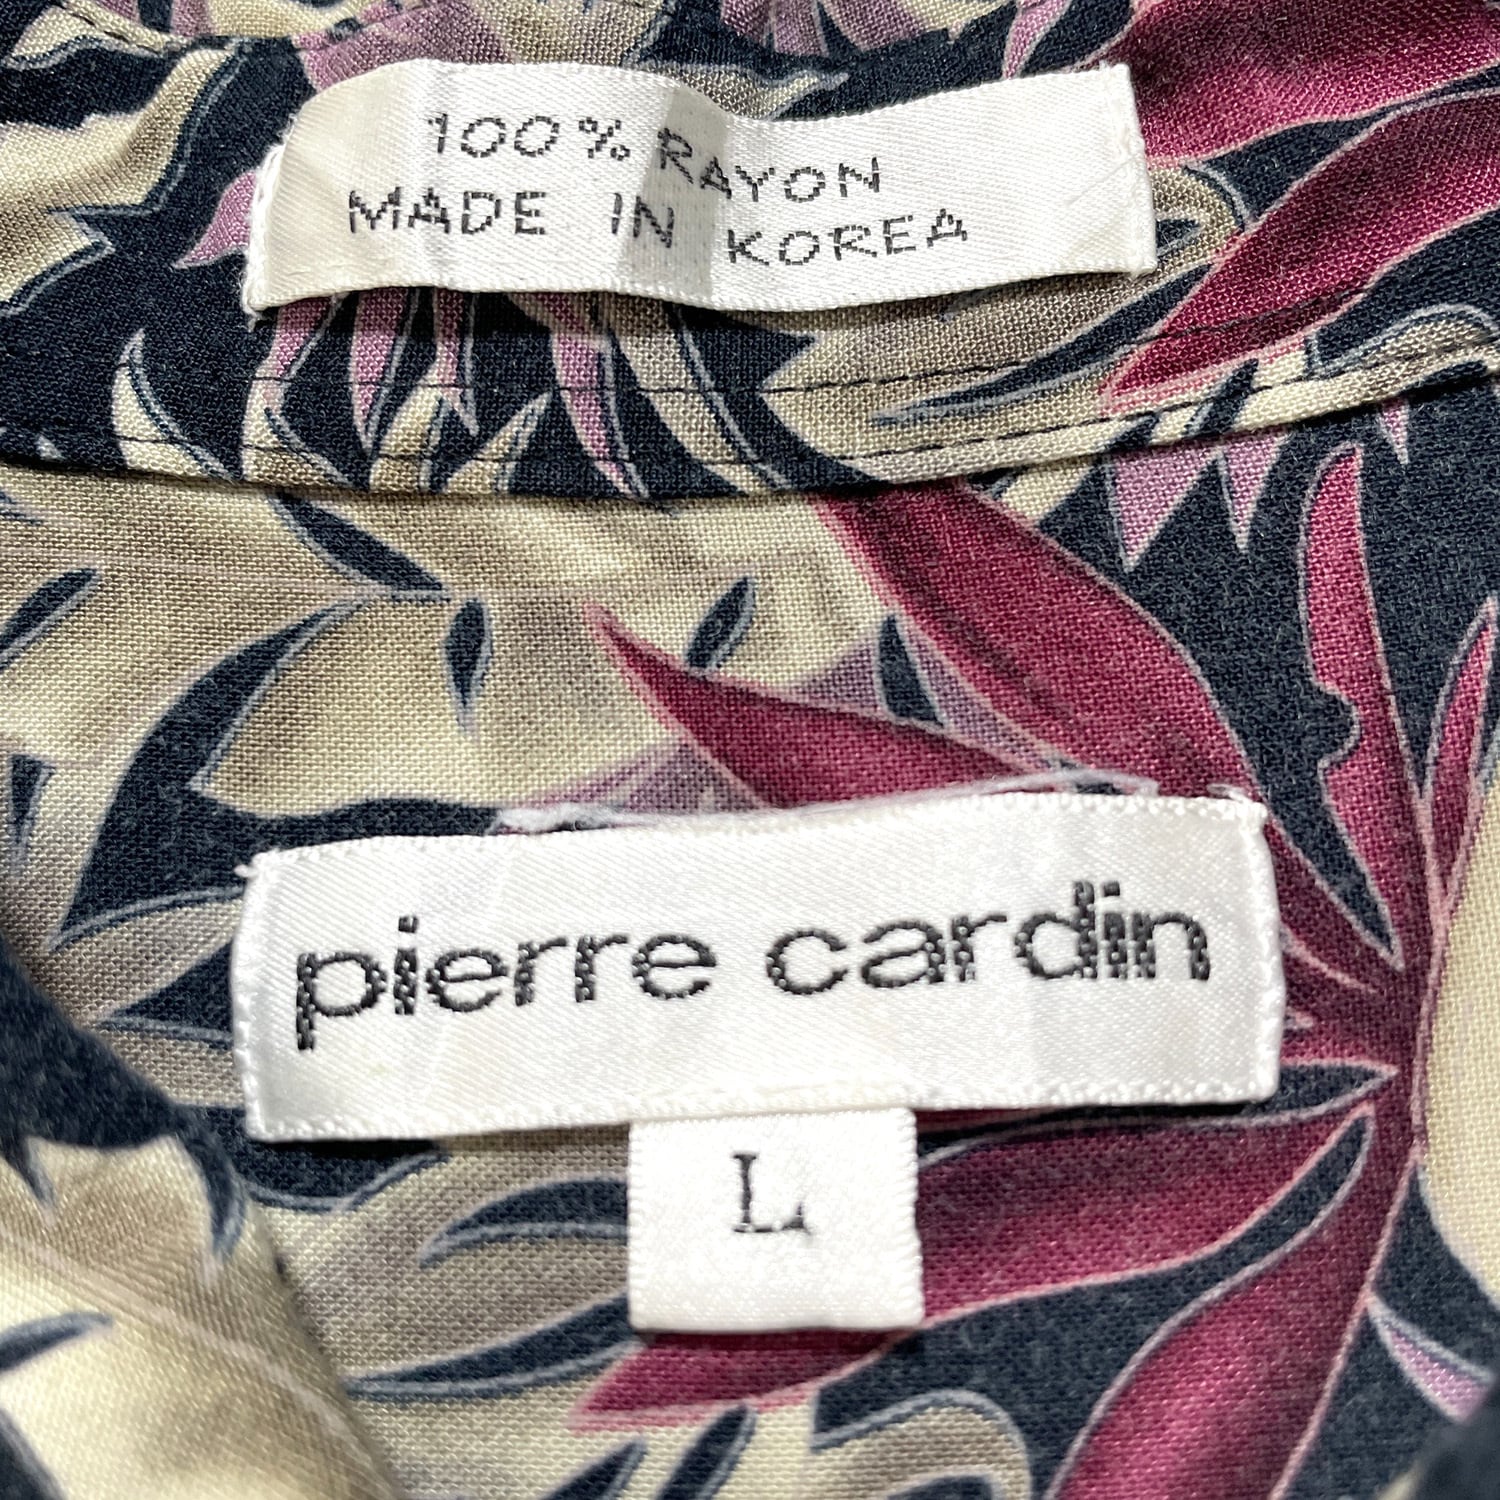 100% RAYON
MADE IN KOREA
pierre cardin
L